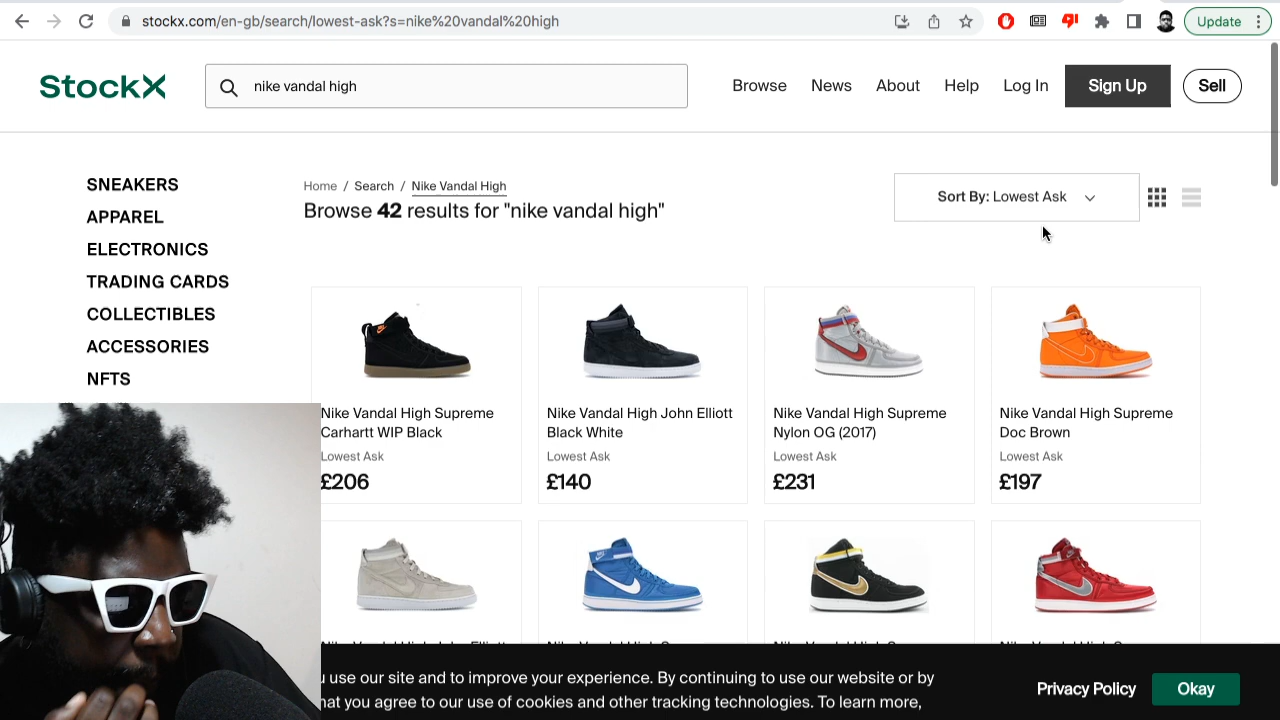 stockx.com/en-gb/search/lowest-ask?s=nike%20vandal%20high
Update
StockX
nike vandal high
Browse
News
About
Help
Log In
Sign Up
Sell
SNEAKERS
APPAREL
ELECTRONICS
TRADING CARDS
COLLECTIBLES
ACCESSORIES
NFTS
Home / Search / Nike Vandal High
Browse 42 results for "nike vandal high"
Sort By: Lowest Ask
Nike Vandal High Supreme
Carhartt WIP Black
Lowest Ask
£206
Nike Vandal High John Elliott
Black White
Lowest Ask
£140
Nike Vandal High Supreme
Nylon OG (2017)
Lowest Ask
£231
Nike Vandal High Supreme
Doc Brown
Lowest Ask
£197
use our site and to improve your experience. By continuing to use our website or by
you agree to our use of cookies and other tracking technologies. To learn more,
Privacy Policy
Okay